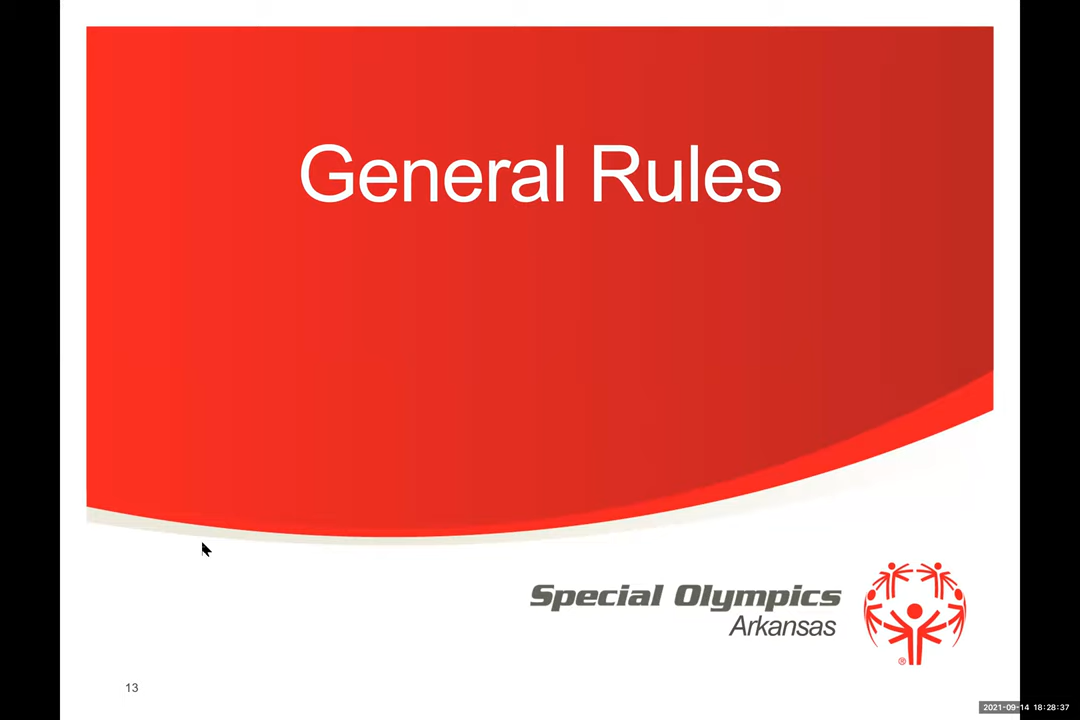 General Rules
Special Olympics
Arkansas
®
13
2021-09-14 18:28:37